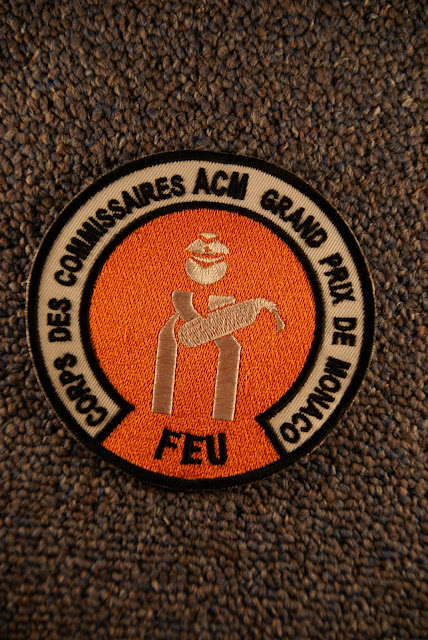 CORPS DES COMMISSAIRES ACM GRAND PRIX DE MONACO
FEU